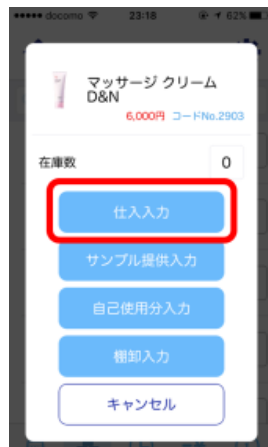 ●●●●● docomo 23:18 62%
マッサージ クリーム
D&N
6,000円 コードNo.2903
在庫数 0
仕入入力
サンプル提供入力
自己使用分入力
棚卸入力
キャンセル